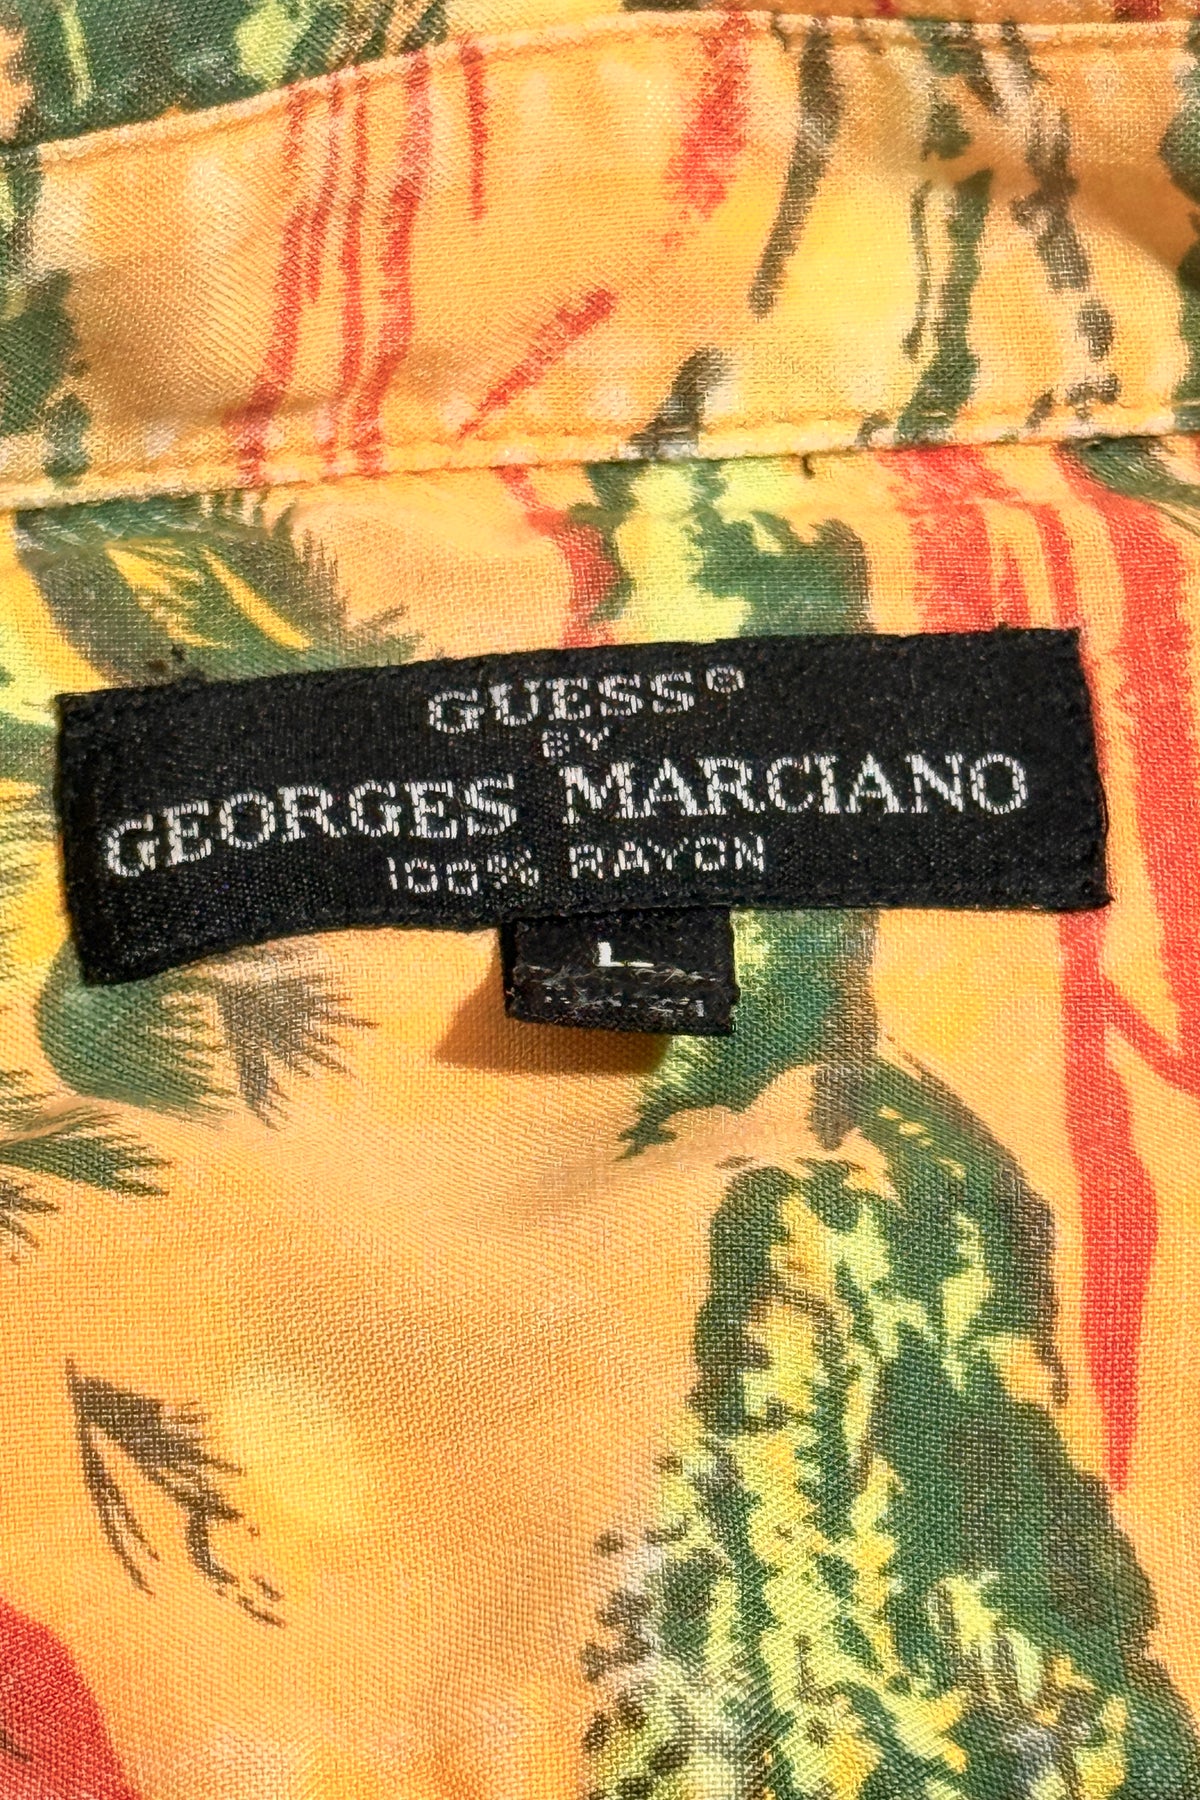 GUESS®
BY
GEORGES MARCIANO
100% RAYON
L